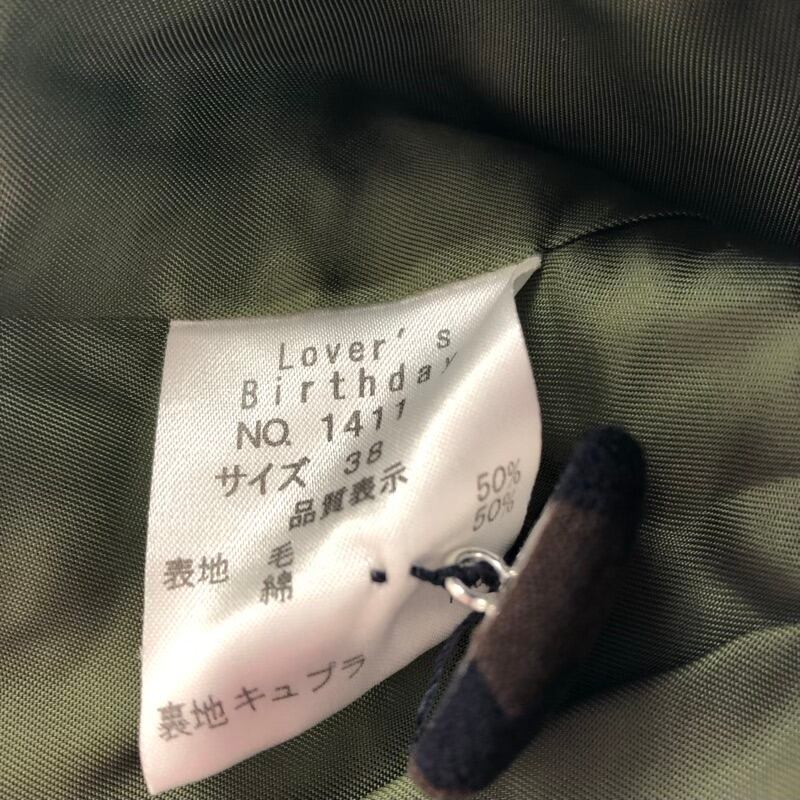 Lover's
Birthday
NO. 1411
サイズ 38
品質表示
表地 毛 50%
綿 50%
裏地 キュプラ